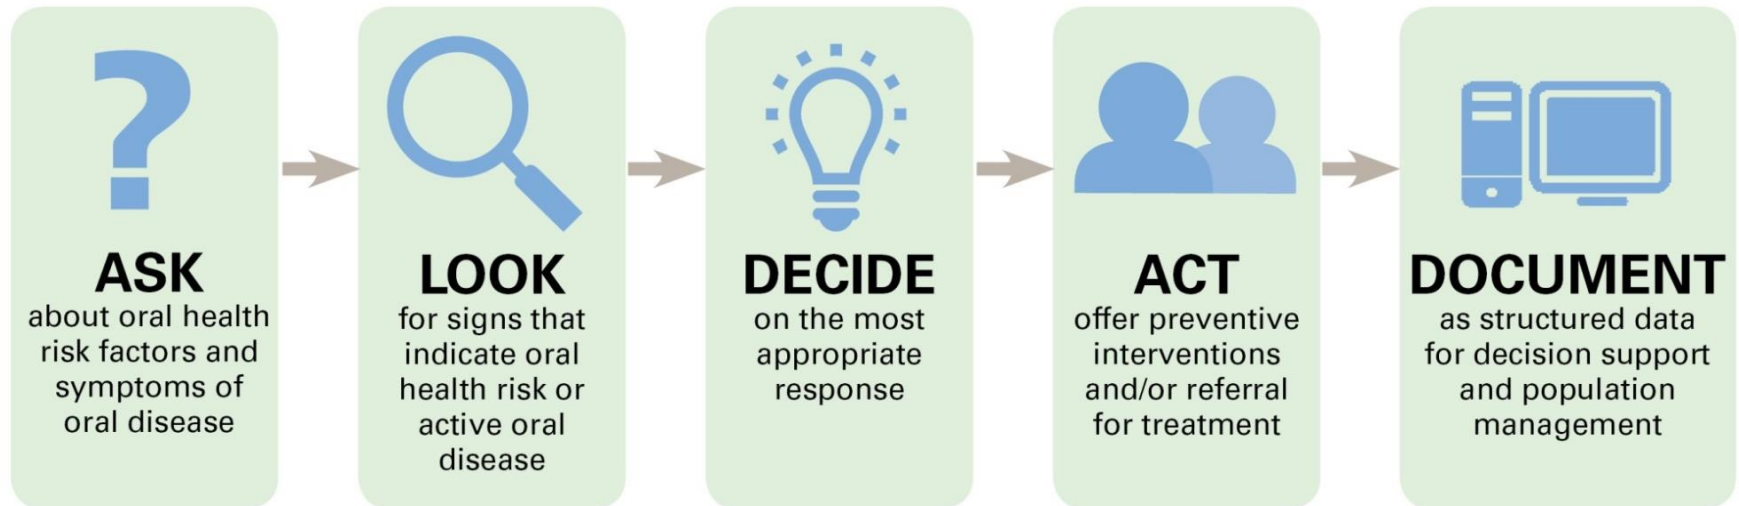 ASK
about oral health
risk factors and
symptoms of
oral disease
LOOK
for signs that
indicate oral
health risk or
active oral
disease
DECIDE
on the most
appropriate
response
ACT
offer preventive
interventions
and/or referral
for treatment
DOCUMENT
as structured data
for decision support
and population
management